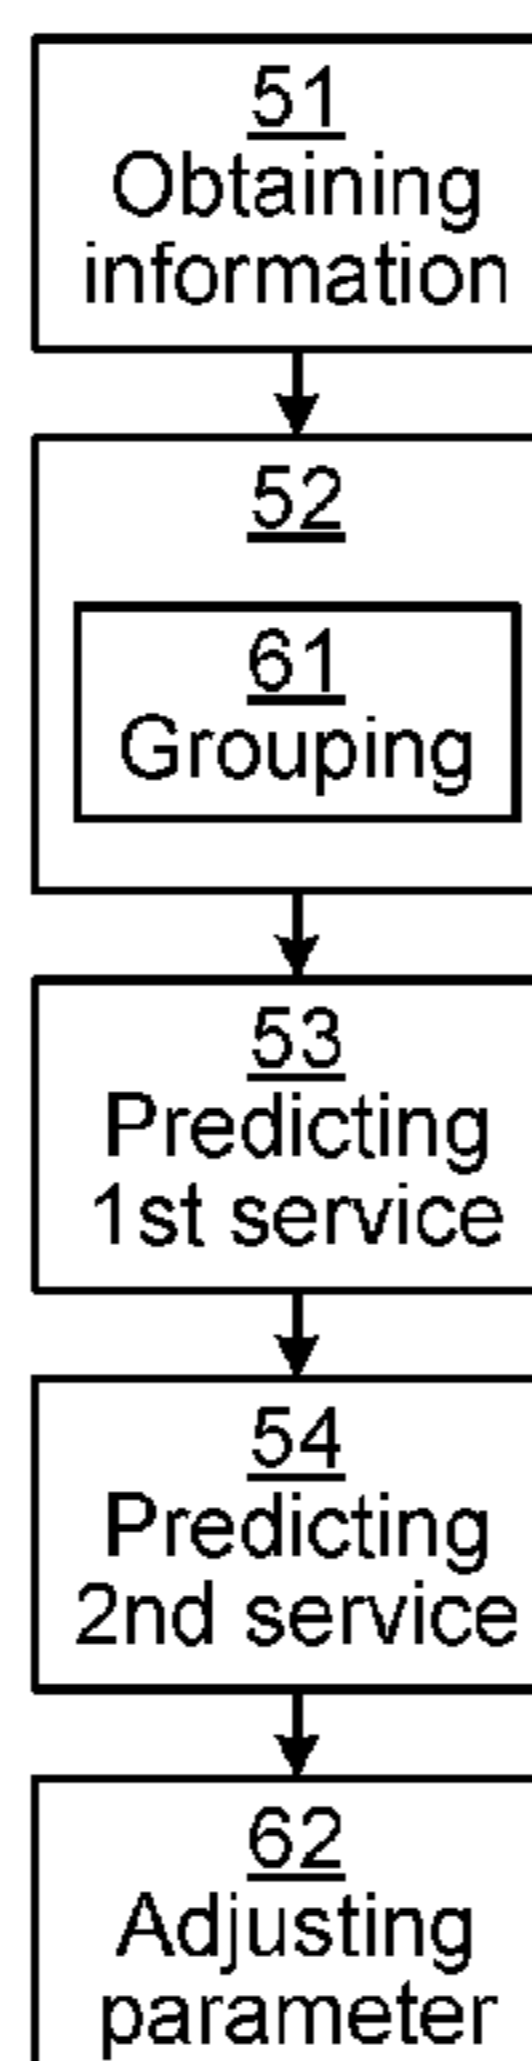 51
Obtaining
information
52
61
Grouping
53
Predicting
1st service
54
Predicting
2nd service
62
Adjusting
parameter